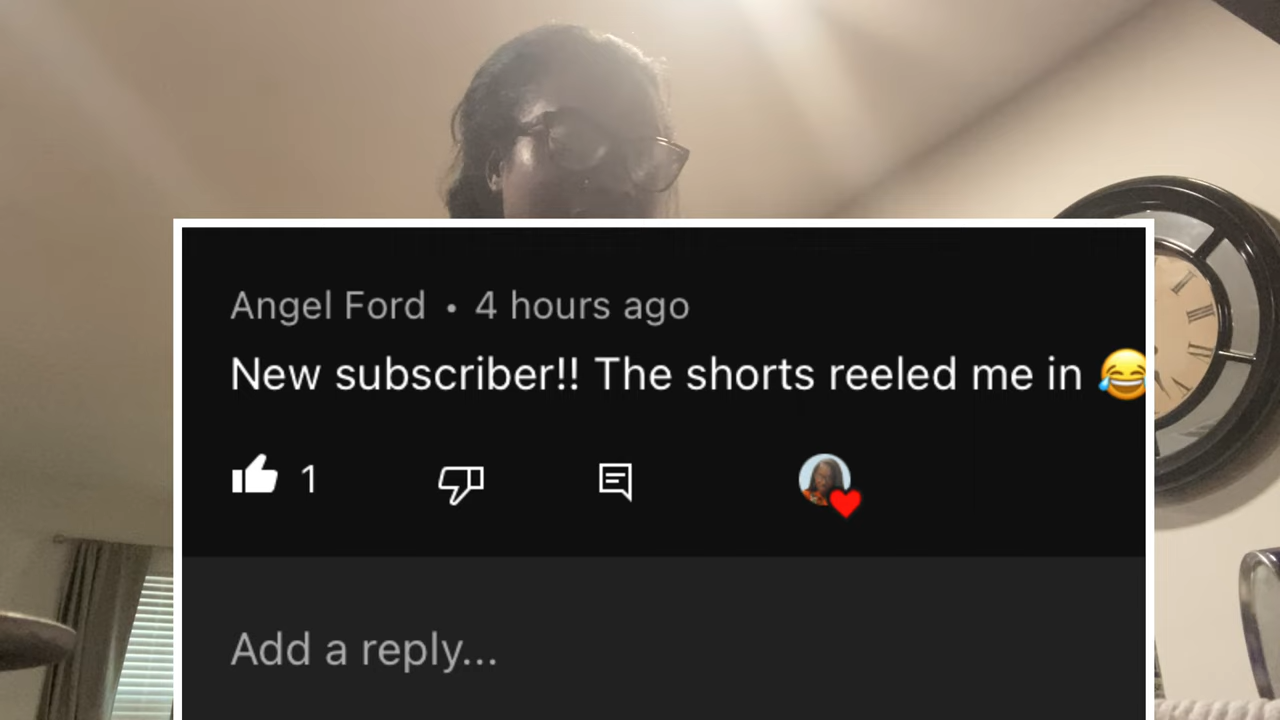 Angel Ford • 4 hours ago
New subscriber!! The shorts reeled me in 😂
1
Add a reply...